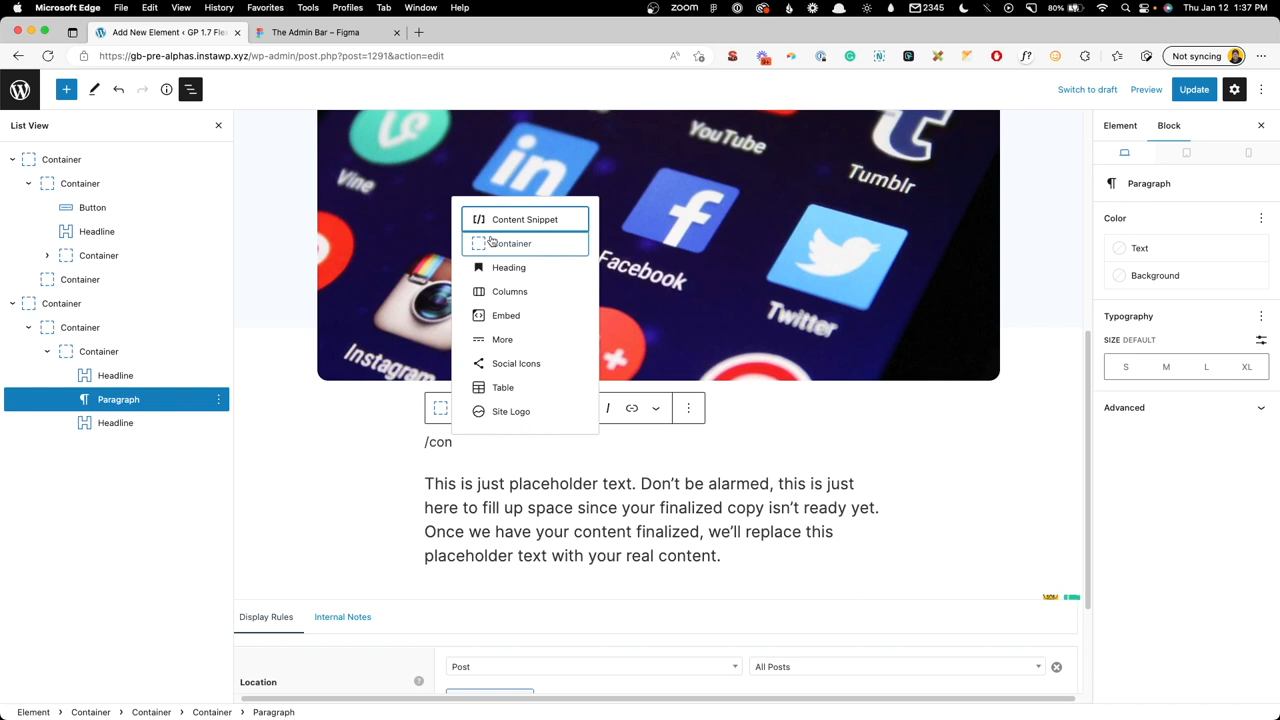 Microsoft Edge File Edit View History Favorites Tools Profiles Tab Window Help
zoom 2345 80% Thu Jan 12 1:37 PM
Add New Element ‹ GP 1.7 Flex
The Admin Bar – Figma
https://gb-pre-alphas.instawp.xyz/wp-admin/post.php?post=1291&action=edit
Not syncing
Switch to draft Preview Update
List View
Container
Container
Button
Headline
Container
Container
Container
Container
Container
Headline
Paragraph
Headline
Vine
YouTube
Tumblr
in
Facebook
Twitter
Instagram
Content Snippet
Container
Heading
Columns
Embed
More
Social Icons
Table
Site Logo
/con
This is just placeholder text. Don't be alarmed, this is just
here to fill up space since your finalized copy isn't ready yet.
Once we have your content finalized, we'll replace this
placeholder text with your real content.
Display Rules Internal Notes
Location
Post
All Posts
Element Block
Paragraph
Color
Text
Background
Typography
SIZE DEFAULT
S M L XL
Advanced
Element > Container > Container > Container > Paragraph